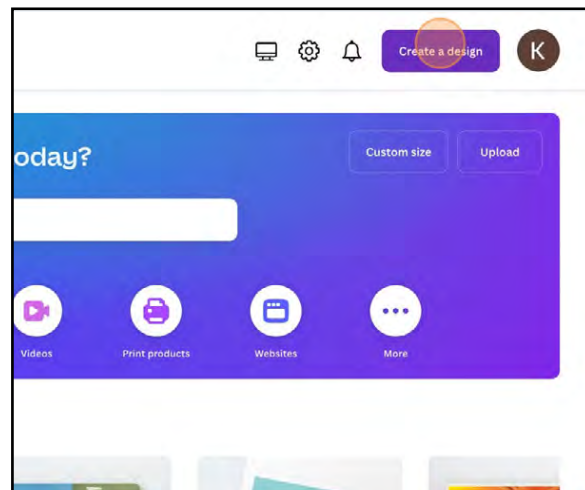 Create a design
K
oday?
Custom size
Upload
Videos
Print products
Websites
More